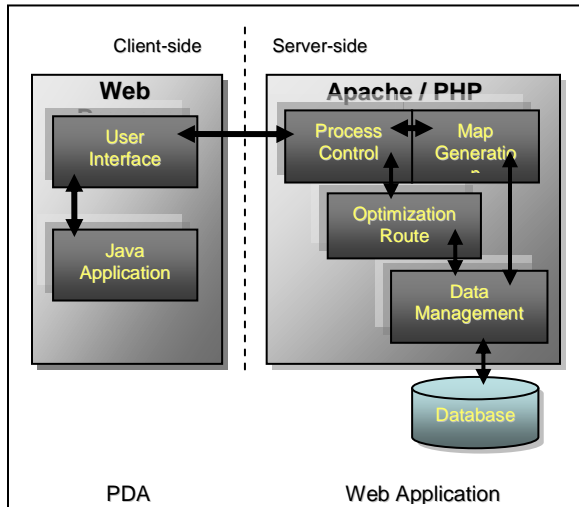 Client-side
Server-side
Web
Apache / PHP
User
Interface
Process
Control
Map
Generatio
n
Optimization
Route
Java
Application
Data
Management
Database
PDA
Web Application